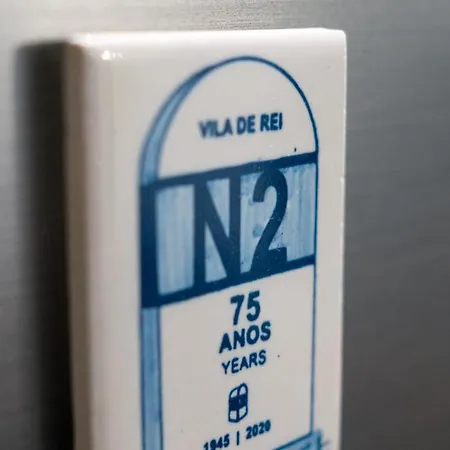 VILA DE REI
N2
75
ANOS
YEARS
1945 | 2020